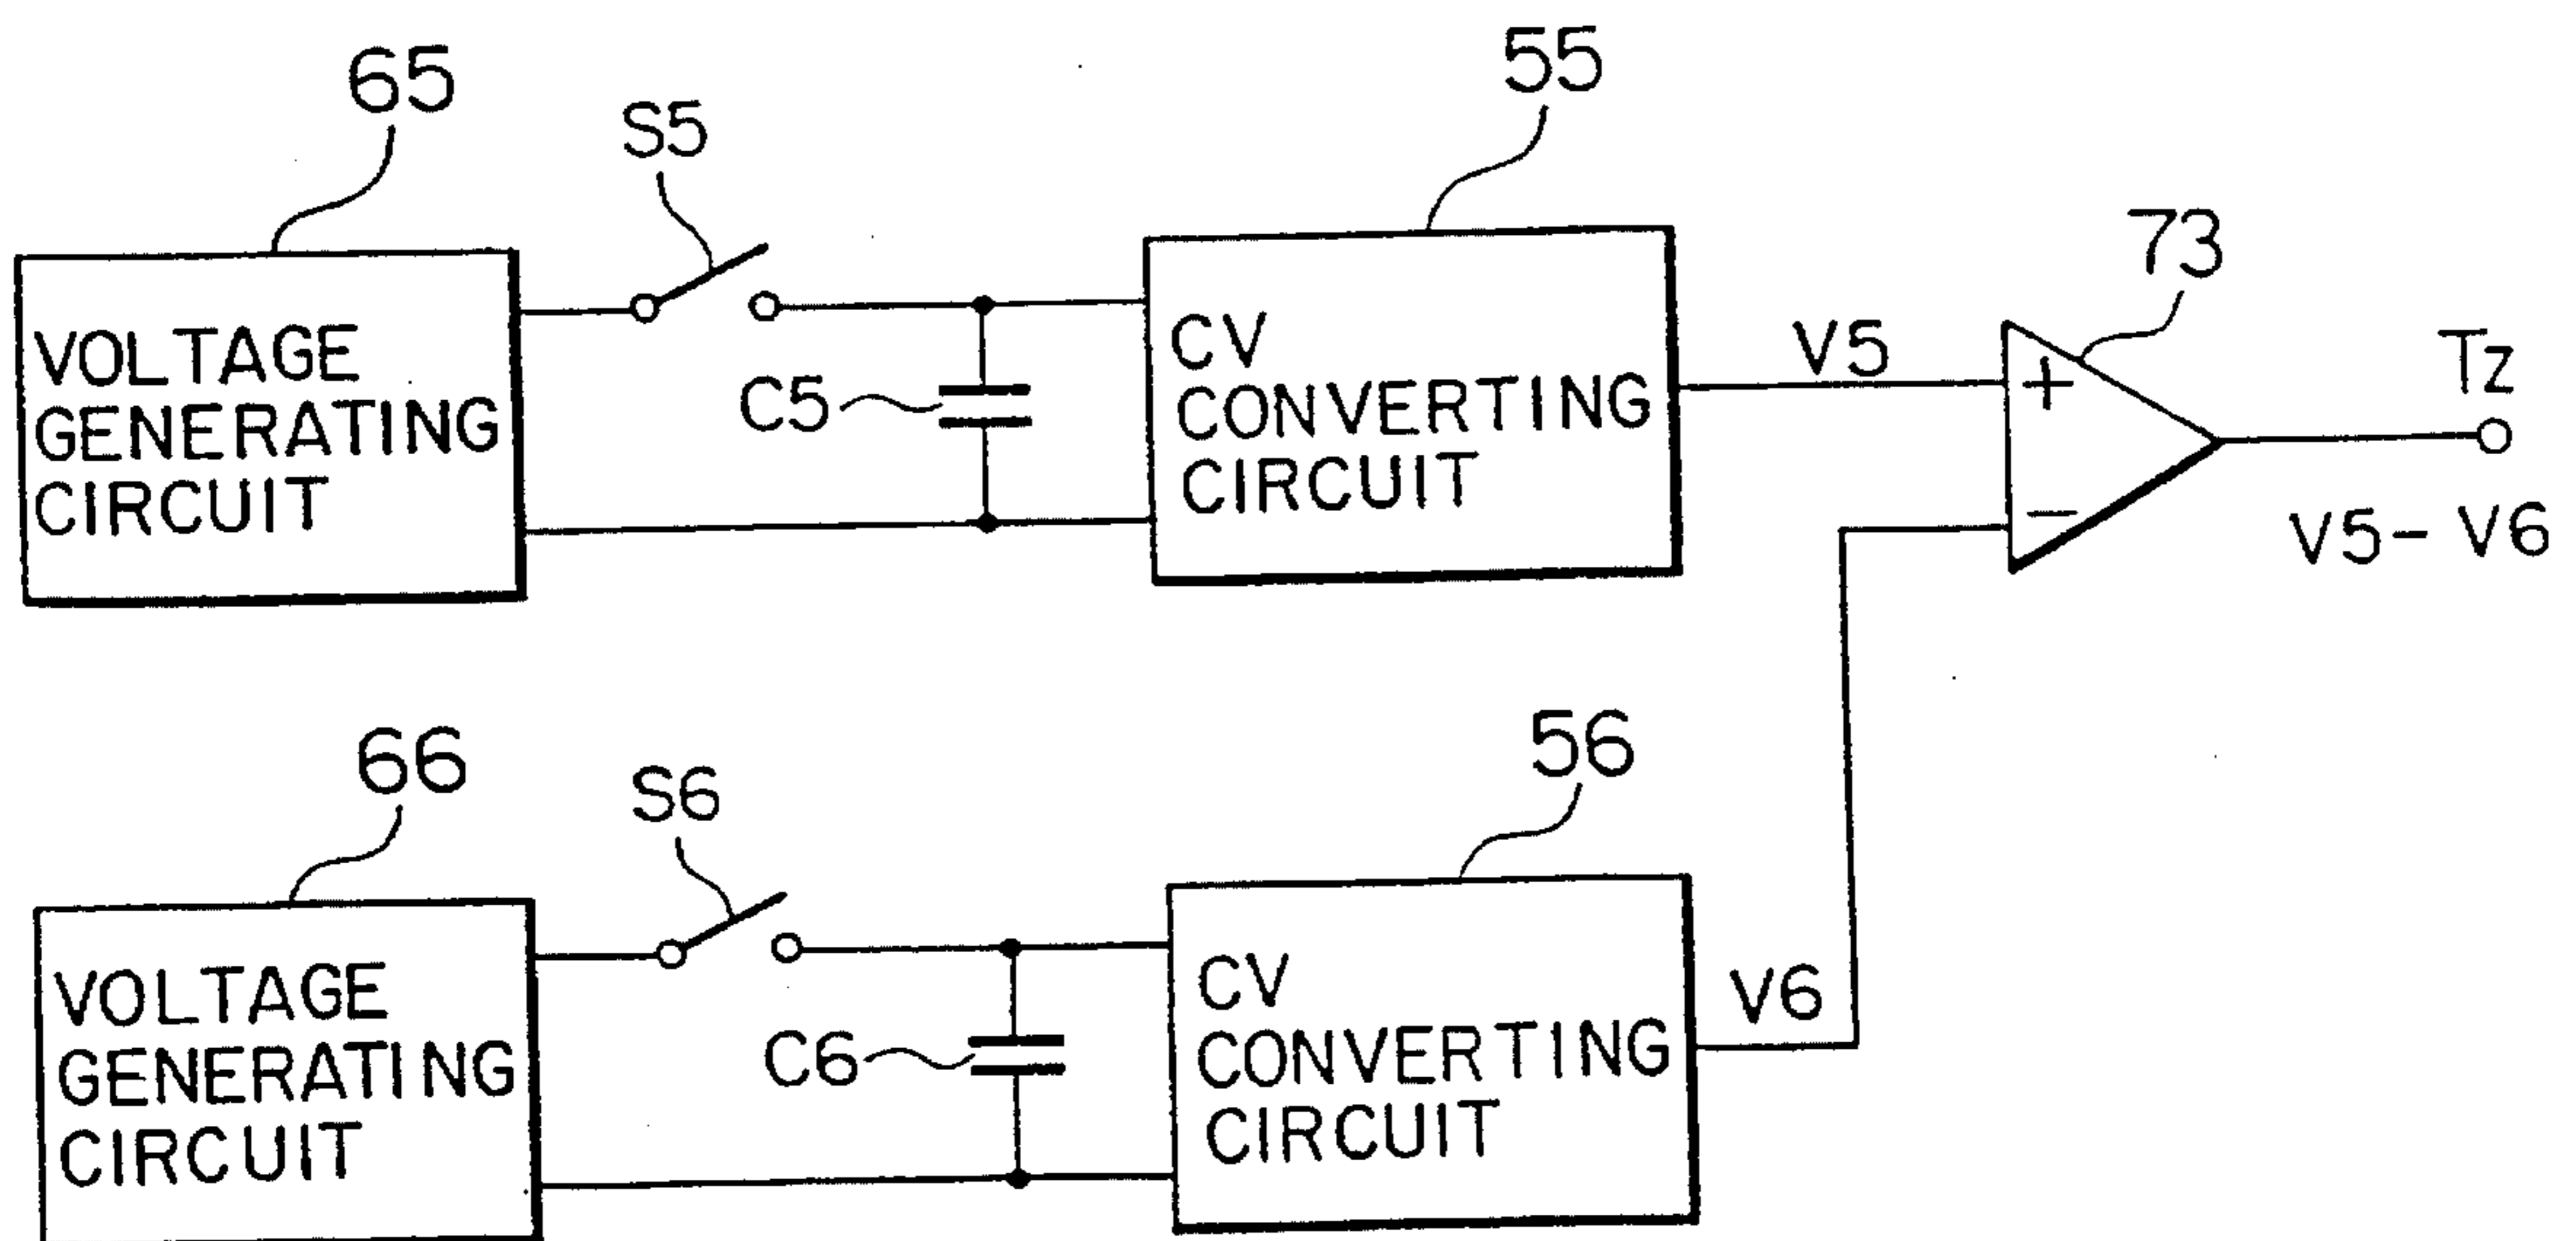 65
S5
55
73
VOLTAGE
GENERATING
CIRCUIT
C5
CV
CONVERTING
CIRCUIT
V5
+
−
Tz
V5- V6
66
S6
56
VOLTAGE
GENERATING
CIRCUIT
C6
CV
CONVERTING
CIRCUIT
V6